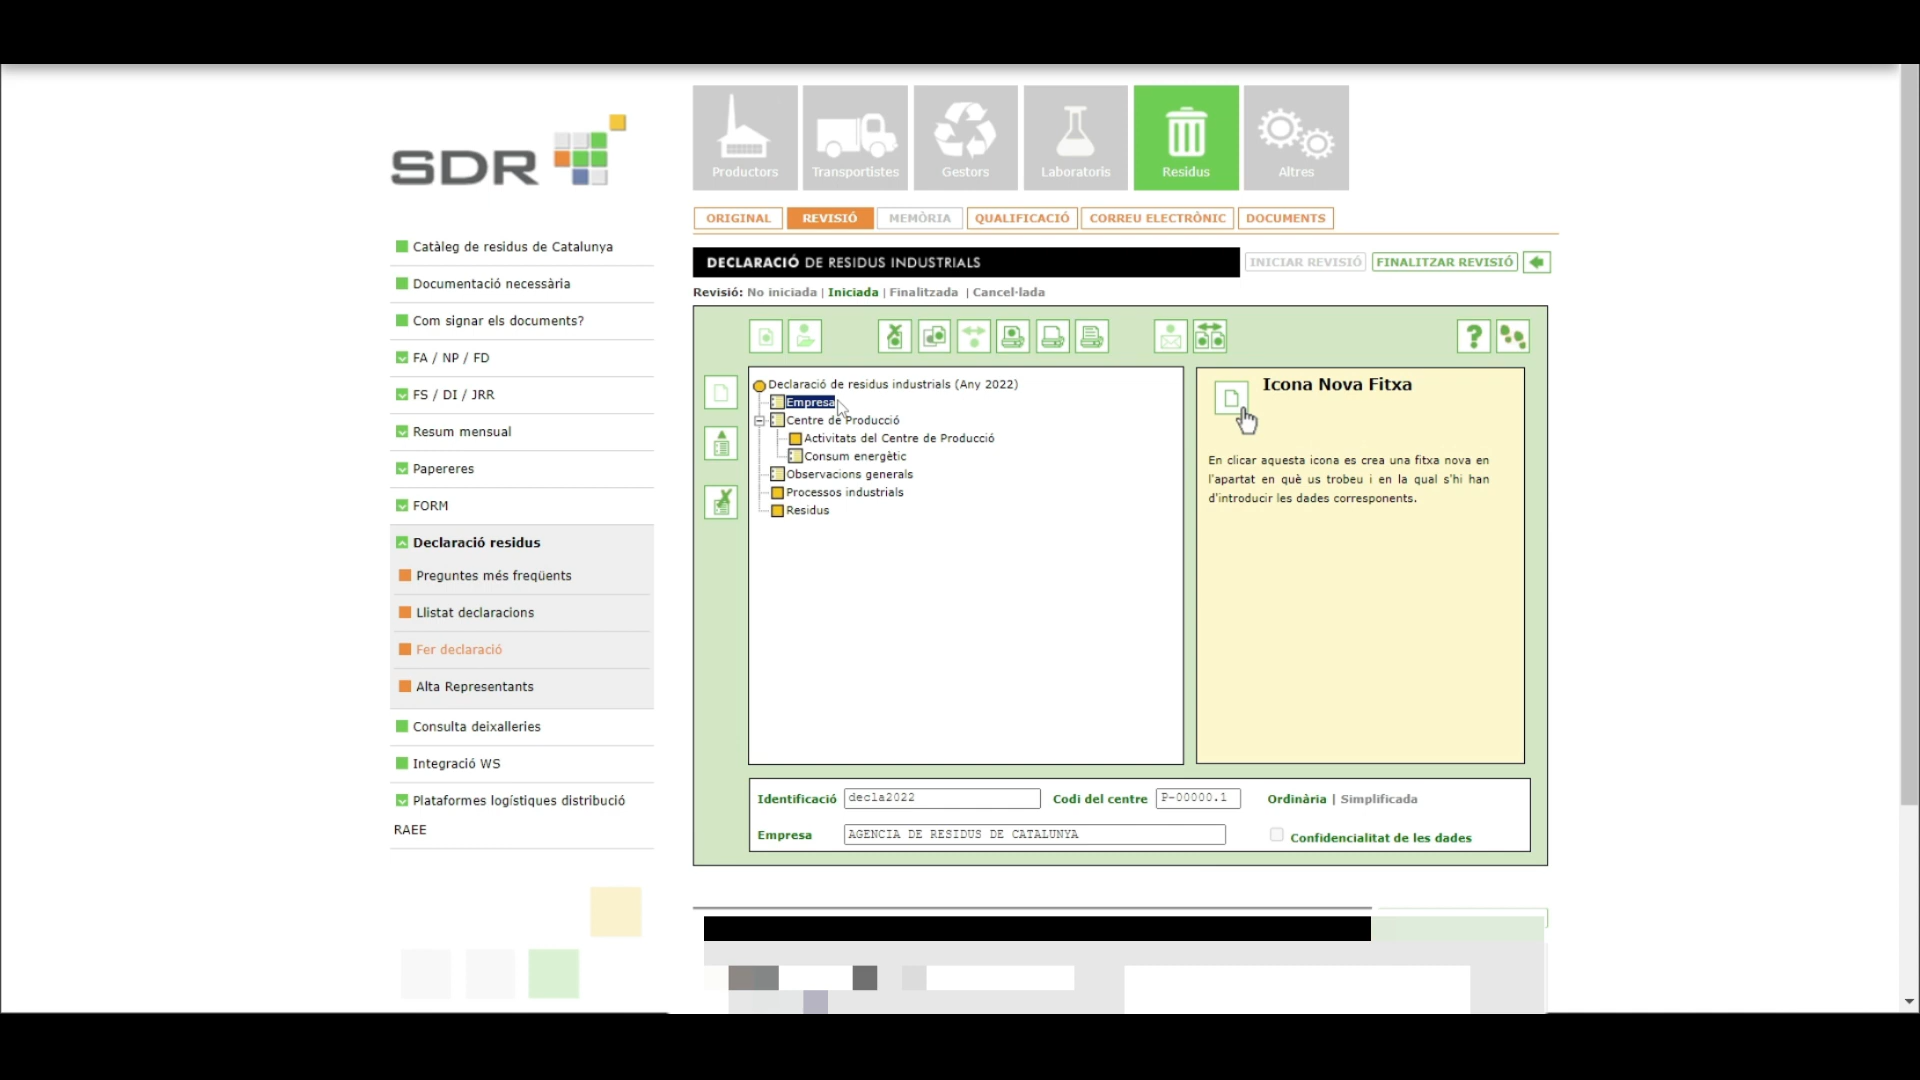 SDR
Productors
Transportistes
Gestors
Laboratoris
Residus
Altres
ORIGINAL
REVISIÓ
MEMÒRIA
QUALIFICACIÓ
CORREU ELECTRÒNIC
DOCUMENTS
DECLARACIÓ DE RESIDUS INDUSTRIALS
INICIAR REVISIÓ
FINALITZAR REVISIÓ
Revisió: No iniciada | Iniciada | Finalitzada | Cancel·lada
Catàleg de residus de Catalunya
Documentació necessària
Com signar els documents?
FA / NP / FD
FS / DI / JRR
Resum mensual
Papereres
FORM
Declaració residus
Preguntes més freqüents
Llistat declaracions
Fer declaració
Alta Representants
Consulta deixalleries
Integració WS
Plataformes logístiques distribució
RAEE
Declaració de residus industrials (Any 2022)
Empresa
Centre de Producció
Activitats del Centre de Producció
Consum energètic
Observacions generals
Processos industrials
Residus
Icona Nova Fitxa
En clicar aquesta icona es crea una fitxa nova en
l'apartat en què us trobeu i en la qual s'hi han
d'introduir les dades corresponents.
Identificació decla2022 Codi del centre P-00000.1 Ordinària | Simplificada
Empresa AGENCIA DE RESIDUS DE CATALUNYA Confidencialitat de les dades